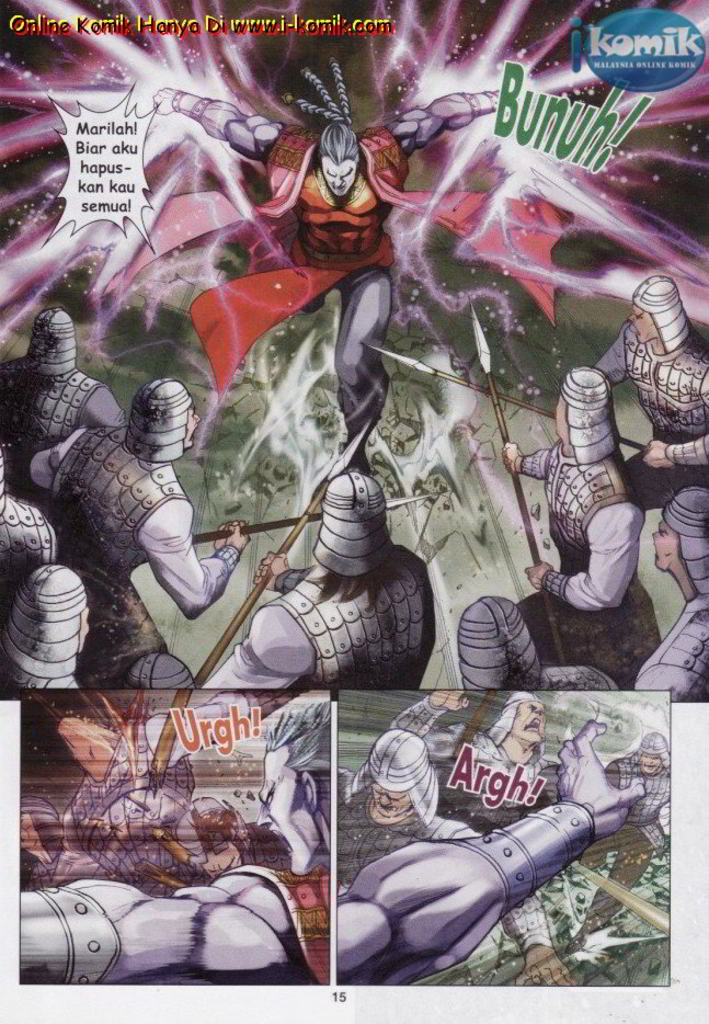 Online Komik Hanya Di www.i-komik.com
ikomik
MALAYSIA ONLINE KOMIK
Marilah!
Biar aku
hapus-
kan kau
semua!
Bunuh!
Urgh!
Argh!
15